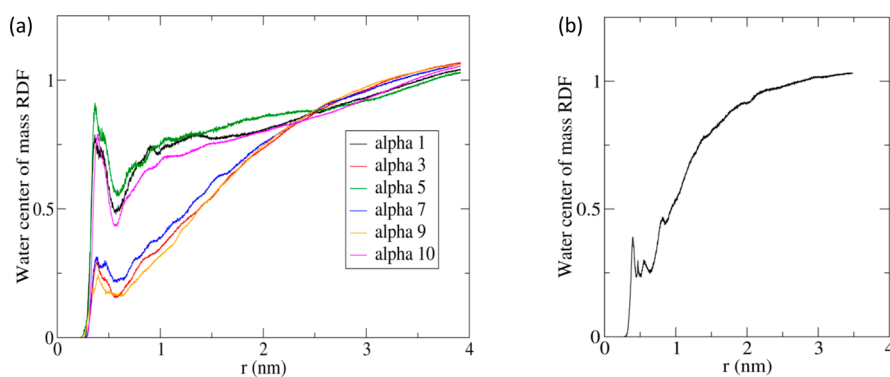 (a)
Water center of mass RDF
1
0.5
0
0 1 2 3 4
r (nm)
alpha 1
alpha 3
alpha 5
alpha 7
alpha 9
alpha 10
(b)
Water center of mass RDF
1
0.5
0
0 1 2 3 4
r (nm)